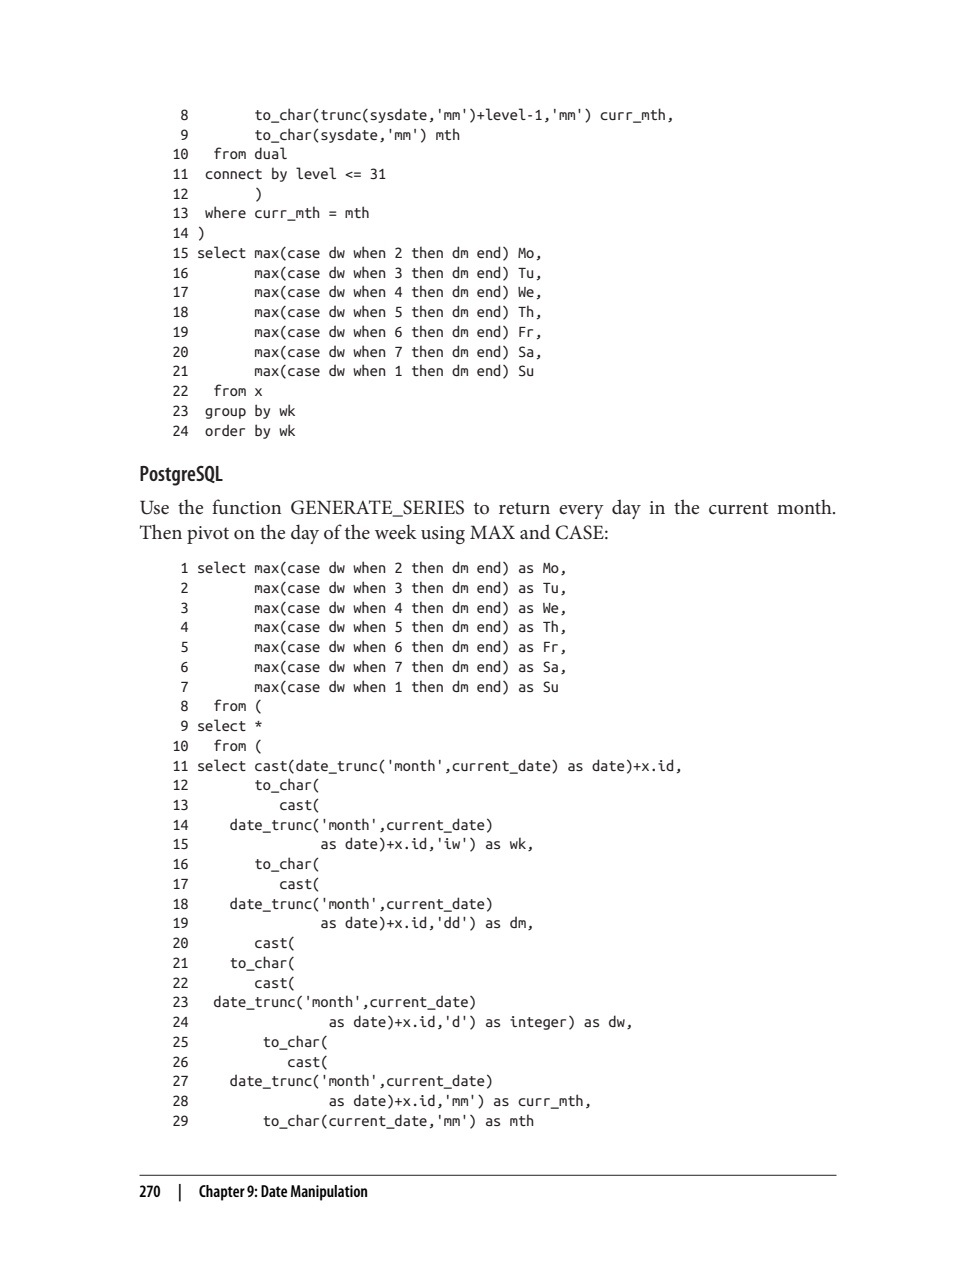 8        to_char(trunc(sysdate,'mm')+level-1,'mm') curr_mth,
9        to_char(sysdate,'mm') mth
10   from dual
11  connect by level <= 31
12        )
13  where curr_mth = mth
14 )
15 select max(case dw when 2 then dm end) Mo,
16        max(case dw when 3 then dm end) Tu,
17        max(case dw when 4 then dm end) We,
18        max(case dw when 5 then dm end) Th,
19        max(case dw when 6 then dm end) Fr,
20        max(case dw when 7 then dm end) Sa,
21        max(case dw when 1 then dm end) Su
22   from x
23  group by wk
24  order by wk
PostgreSQL
Use the function GENERATE_SERIES to return every day in the current month.
Then pivot on the day of the week using MAX and CASE:
1 select max(case dw when 2 then dm end) as Mo,
2        max(case dw when 3 then dm end) as Tu,
3        max(case dw when 4 then dm end) as We,
4        max(case dw when 5 then dm end) as Th,
5        max(case dw when 6 then dm end) as Fr,
6        max(case dw when 7 then dm end) as Sa,
7        max(case dw when 1 then dm end) as Su
8   from (
9 select *
10   from (
11 select cast(date_trunc('month',current_date) as date)+x.id,
12        to_char(
13           cast(
14     date_trunc('month',current_date)
15                as date)+x.id,'iw') as wk,
16        to_char(
17           cast(
18     date_trunc('month',current_date)
19                as date)+x.id,'dd') as dm,
20        cast(
21     to_char(
22        cast(
23   date_trunc('month',current_date)
24                 as date)+x.id,'d') as integer) as dw,
25         to_char(
26            cast(
27     date_trunc('month',current_date)
28                 as date)+x.id,'mm') as curr_mth,
29         to_char(current_date,'mm') as mth
270 | Chapter 9: Date Manipulation